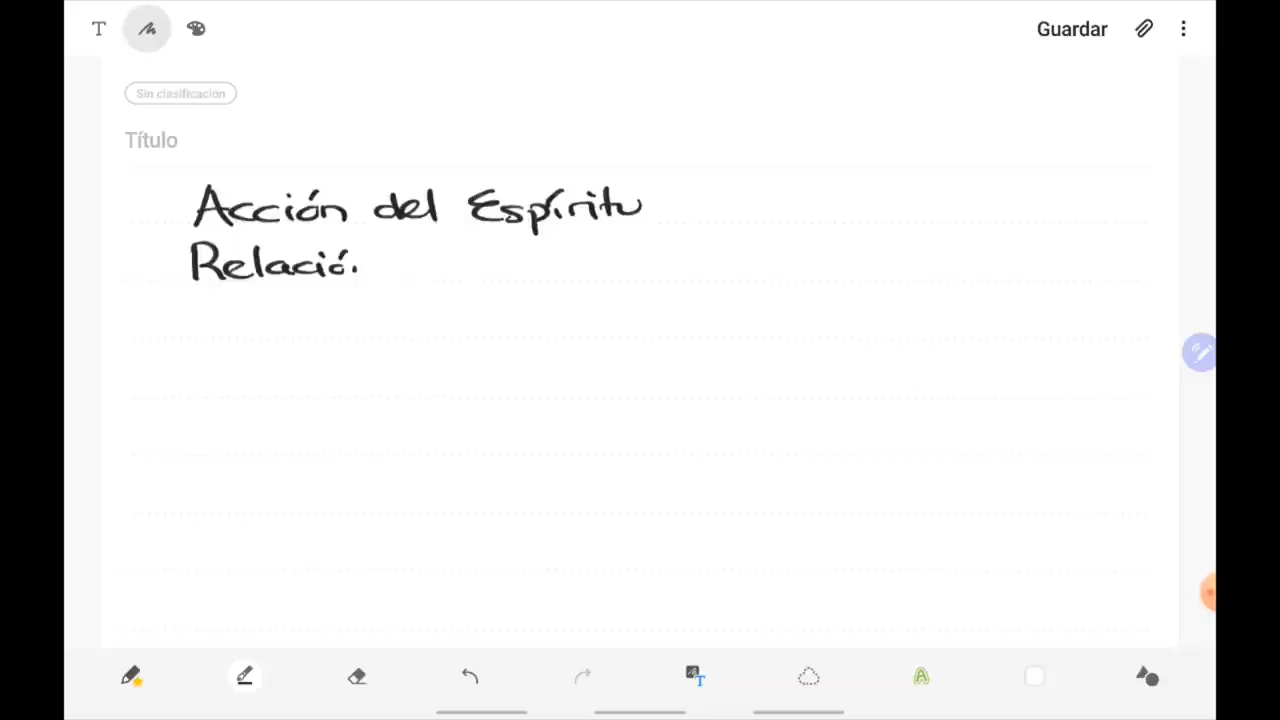 T
Guardar
Sin clasificación
Título
Acción del Espíritu
Relació.
T
A